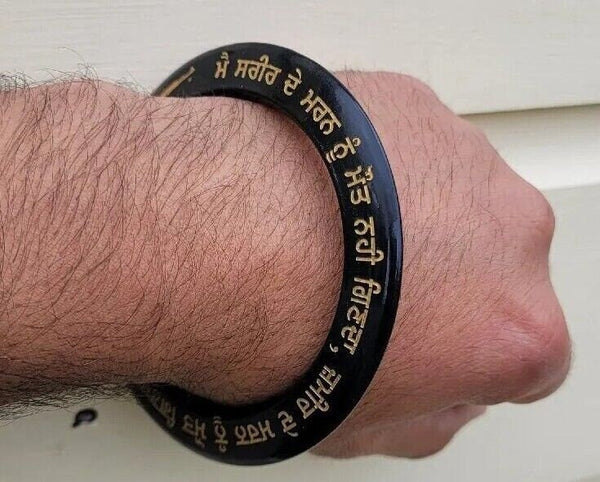 ਮੈਂ ਸਰੀਰ ਦੇ ਮਰਨ ਨੂੰ ਮੌਤ ਨਹੀ ਗਿਣਦਾ, ਜ਼ਮੀਰ ਦੇ ਮਰਨ ਨੂੰ ਮੌਤ